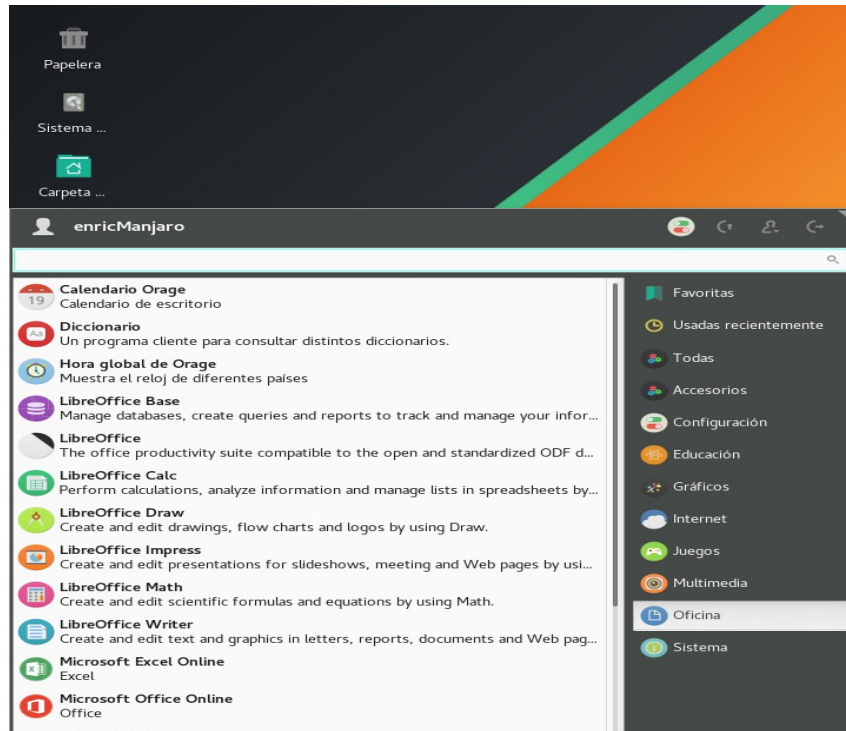 Papelera
Sistema ...
Carpeta ...
enricManjaro
19
Calendario Orage
Calendario de escritorio
Aa
Diccionario
Un programa cliente para consultar distintos diccionarios.
Hora global de Orage
Muestra el reloj de diferentes países
LibreOffice Base
Manage databases, create queries and reports to track and manage your infor...
LibreOffice
The office productivity suite compatible to the open and standardized ODF d...
LibreOffice Calc
Perform calculations, analyze information and manage lists in spreadsheets by...
LibreOffice Draw
Create and edit drawings, flow charts and logos by using Draw.
LibreOffice Impress
Create and edit presentations for slideshows, meeting and Web pages by usi...
LibreOffice Math
Create and edit scientific formulas and equations by using Math.
LibreOffice Writer
Create and edit text and graphics in letters, reports, documents and Web pag...
Microsoft Excel Online
Excel
Microsoft Office Online
Office
Favoritas
Usadas recientemente
Todas
Accesorios
Configuración
Educación
Gráficos
Internet
Juegos
Multimedia
Oficina
Sistema